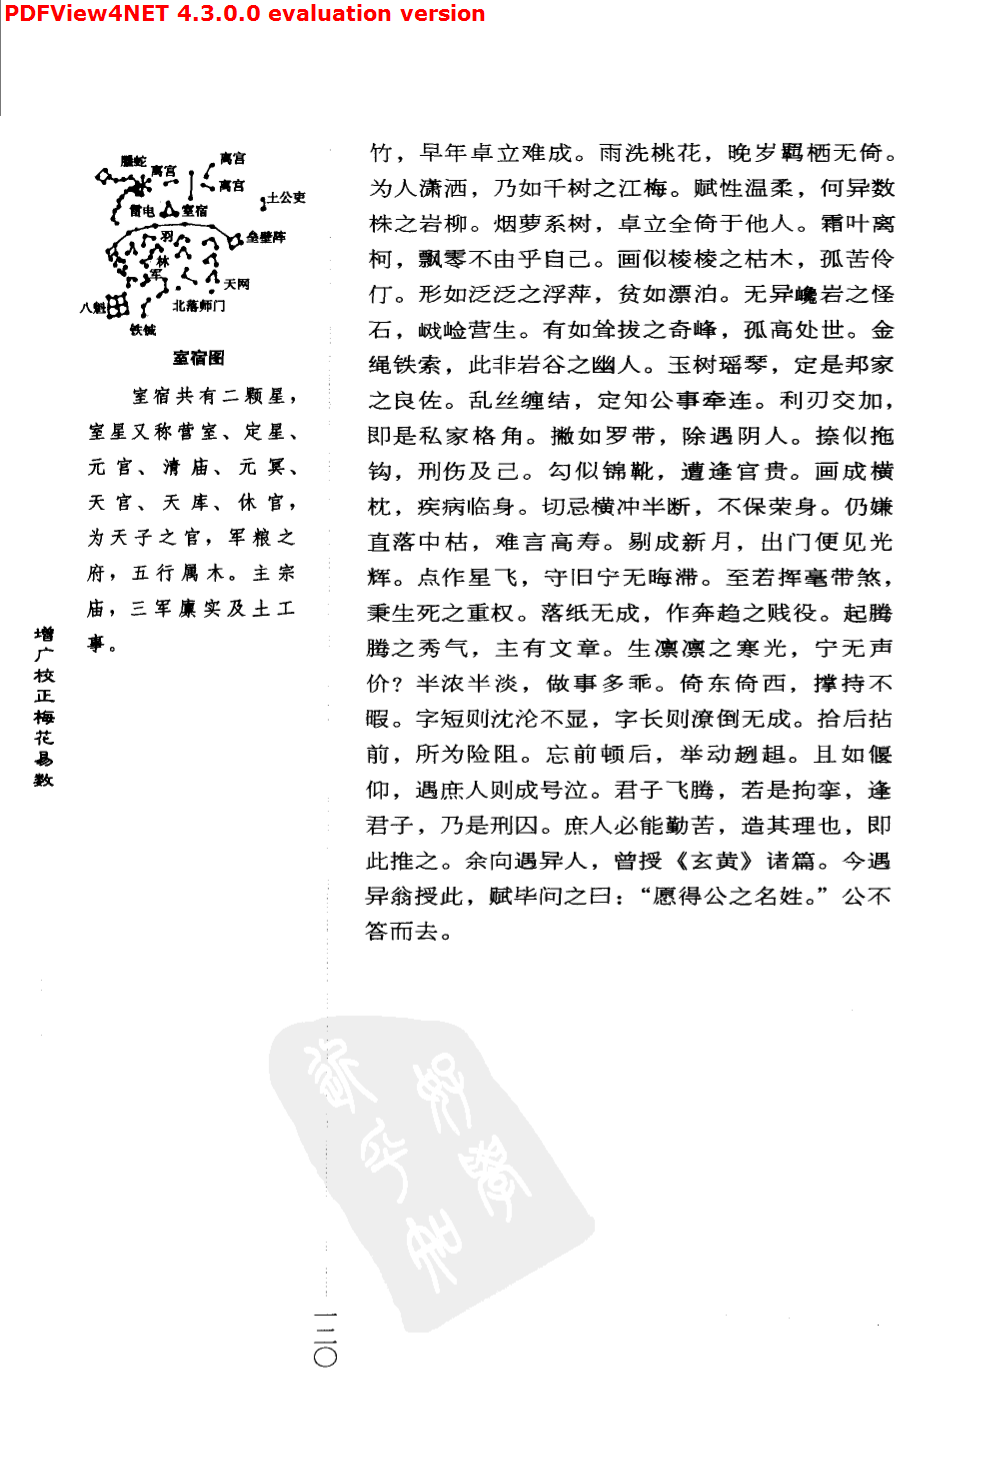 PDFView4NET 4.3.0.0 evaluation version
螣蛇
离宫
离宫
离宫
土公吏
雷电
室宿
垒壁阵
羽
林
军
天网
八魁
北落师门
铁铖
室宿图
室宿共有二颗星，
室星又称营室、定星、
元宫、清庙、元冥、
天宫、天库、休官，
为天子之官，军粮之
府，五行属木。主宗
庙，三军廪实及土工
事。
增广校正梅花易数
竹，早年卓立难成。雨洗桃花，晚岁羁栖无倚。
为人潇洒，乃如千树之江梅。赋性温柔，何异数
株之岩柳。烟萝系树，卓立全倚于他人。霜叶离
柯，飘零不由乎自己。画似棱棱之枯木，孤苦伶
仃。形如泛泛之浮萍，贫如漂泊。无异巉岩之怪
石，崄崄营生。有如耸拔之奇峰，孤高处世。金
绳铁索，此非岩谷之幽人。玉树瑶琴，定是邦家
之良佐。乱丝缠结，定知公事牵连。利刃交加，
即是私家格角。撇如罗带，除遇阴人。捺似拖
钩，刑伤及己。勾似锦靴，遭逢官贵。画成横
枕，疾病临身。切忌横冲半断，不保荣身。仍嫌
直落中枯，难言高寿。剔成新月，出门便见光
辉。点作星飞，守旧宁无晦滞。至若挥毫带煞，
秉生死之重权。落纸无成，作奔趋之贱役。起腾
腾之秀气，主有文章。生凛凛之寒光，宁无声
价？半浓半淡，做事多乖。倚东倚西，撑持不
暇。字短则沈沦不显，字长则潦倒无成。拾后拈
前，所为险阻。忘前顿后，举动趔趄。且如偃
仰，遇庶人则成号泣。君子飞腾，若是拘挛，逢
君子，乃是刑囚。庶人必能勤苦，造其理也，即
此推之。余向遇异人，曾授《玄黄》诸篇。今遇
异翁授此，赋毕问之曰：“愿得公之名姓。”公不
答而去。
好学
一二〇